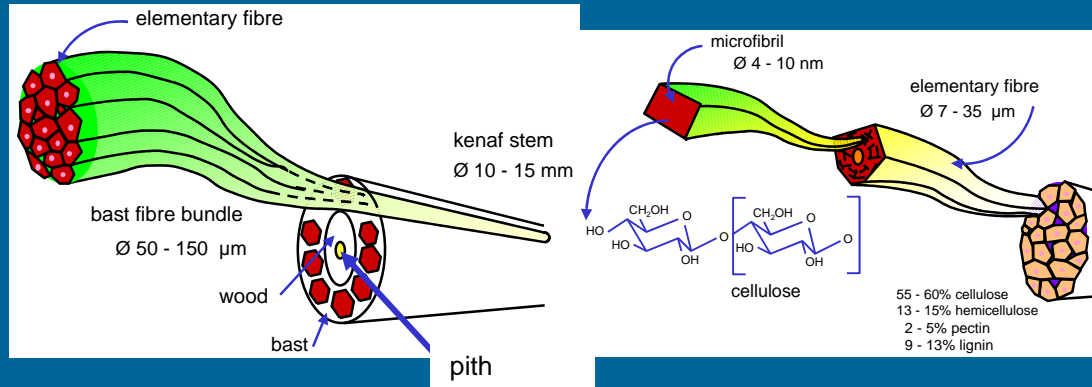 elementary fibre
kenaf stem
Ø 10 - 15 mm
bast fibre bundle
Ø 50 - 150 µm
wood
bast
pith
microfibril
Ø 4 - 10 nm
elementary fibre
Ø 7 - 35 µm
CH₂OH
O
HO
HO
OH
O
CH₂OH
O
HO
OH
O
cellulose
55 - 60% cellulose
13 - 15% hemicellulose
2 - 5% pectin
9 - 13% lignin